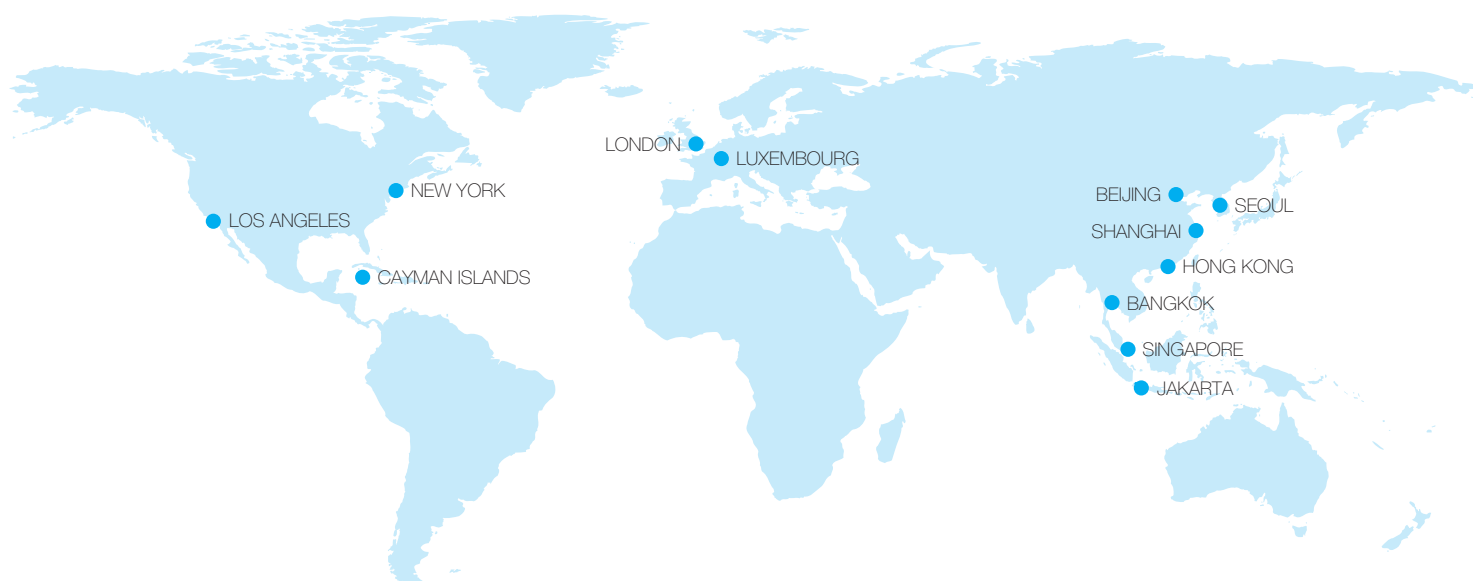 LONDON
LUXEMBOURG
NEW YORK
LOS ANGELES
CAYMAN ISLANDS
BEIJING
SEOUL
SHANGHAI
HONG KONG
BANGKOK
SINGAPORE
JAKARTA